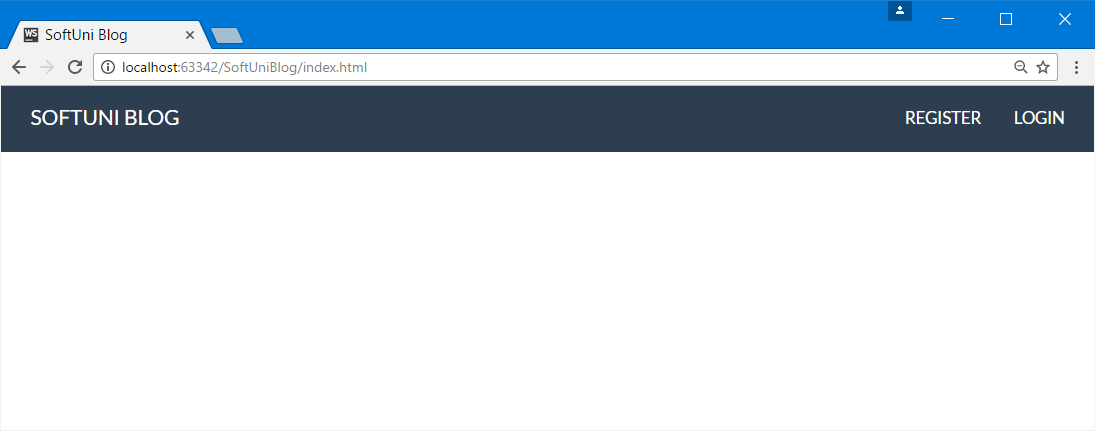 WS SoftUni Blog
localhost:63342/SoftUniBlog/index.html
SOFTUNI BLOG REGISTER LOGIN